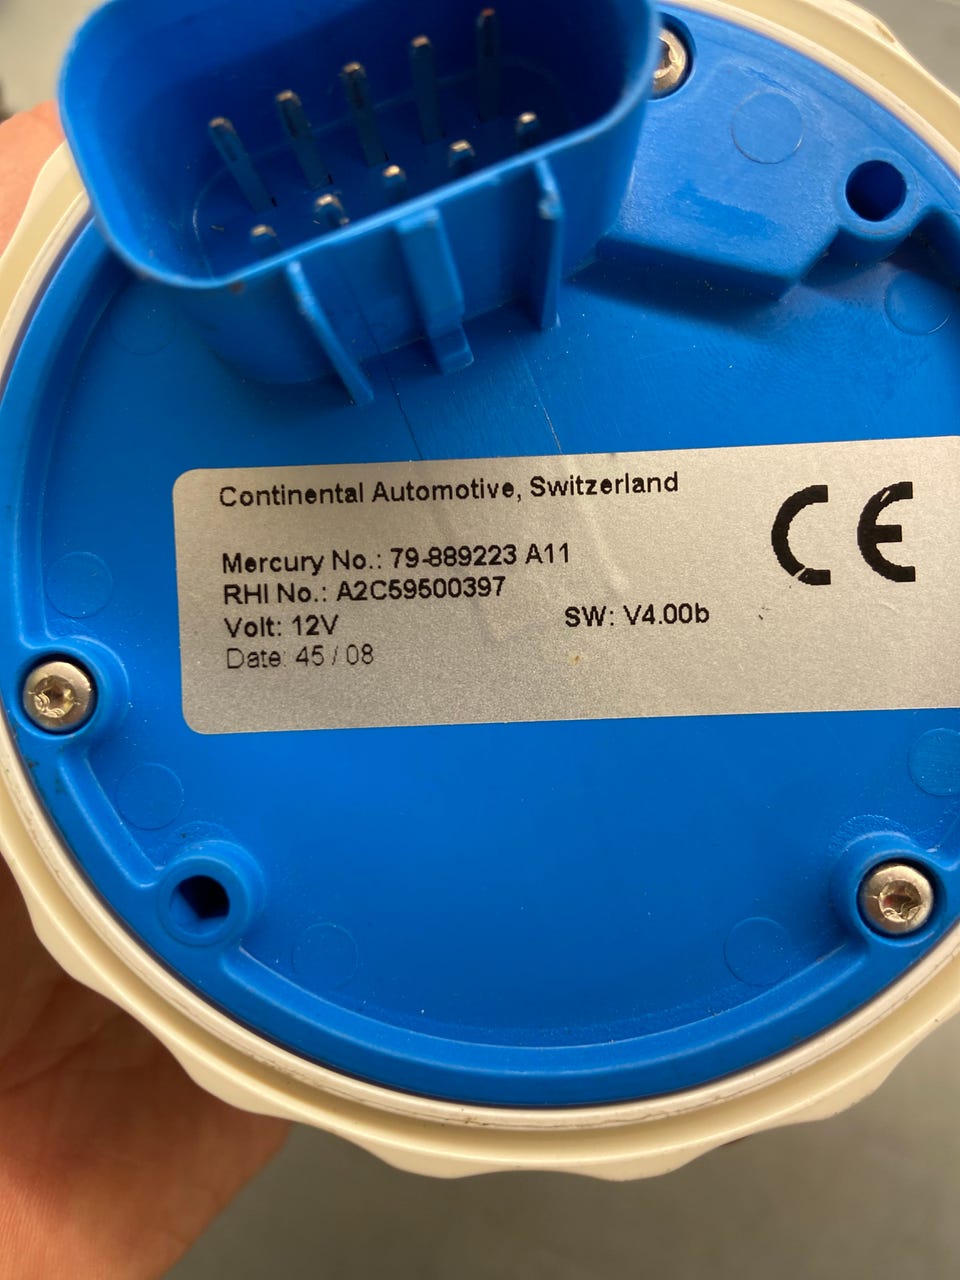 Continental Automotive, Switzerland
CE
Mercury No.: 79-889223 A11
RHI No.: A2C59500397
Volt: 12V
SW: V4.00b
Date: 45 / 08